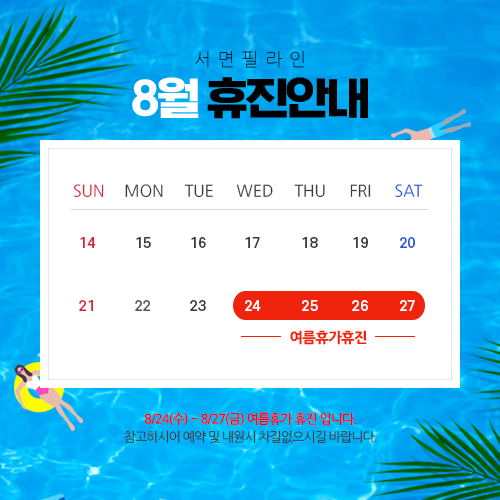 서면필라인
8월 휴진안내
SUN MON TUE WED THU FRI SAT
14 15 16 17 18 19 20
21 22 23 24 25 26 27
여름휴가휴진
8/24(수) ~ 8/27(금) 여름휴가 휴진 입니다.
참고하시어 예약 및 내원시 차질없으시길 바랍니다